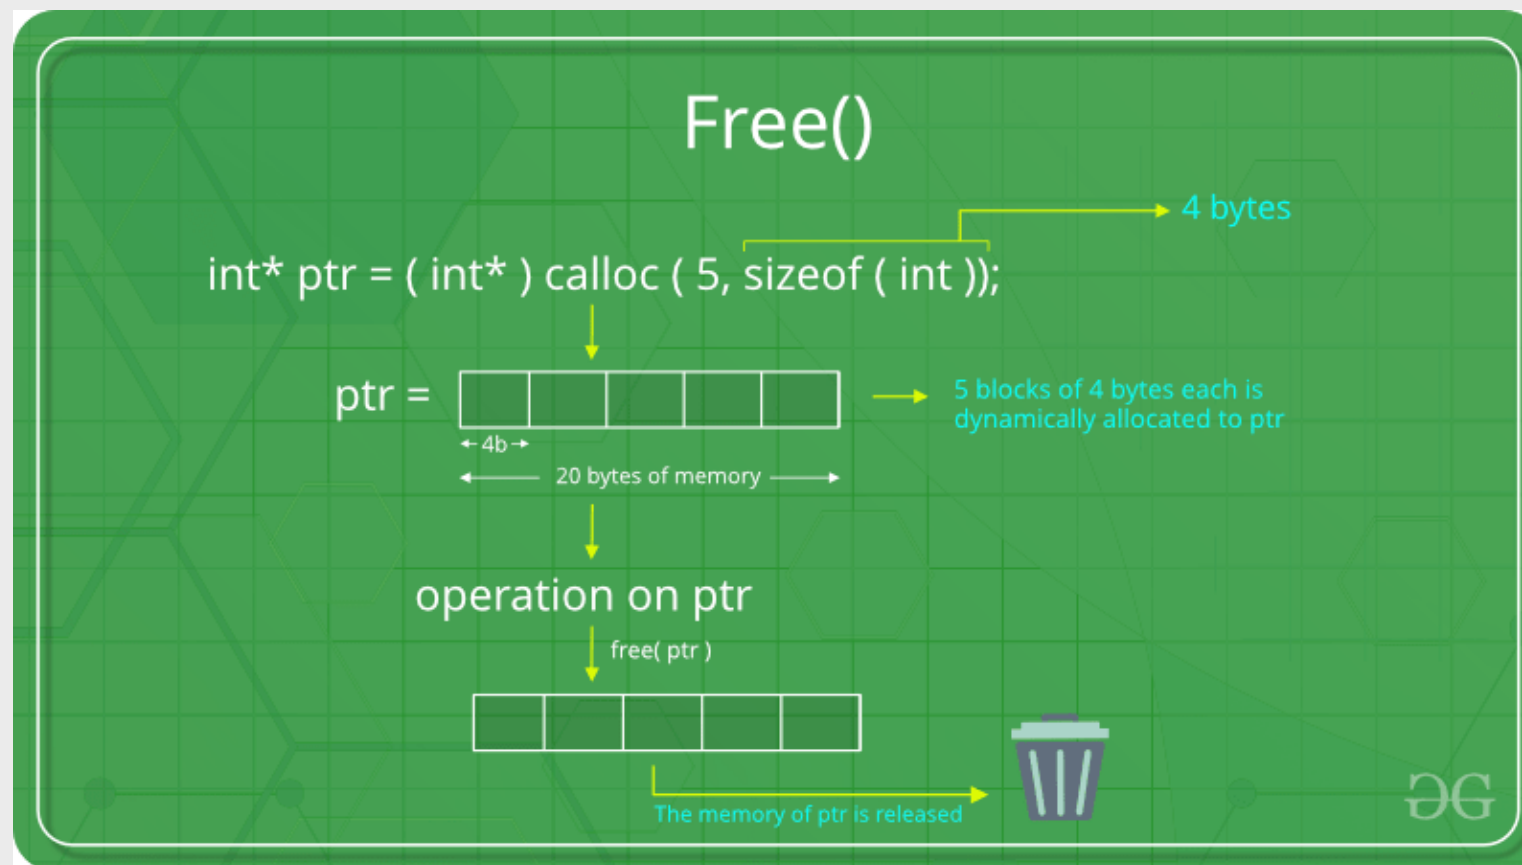 Free()
4 bytes
int* ptr = ( int* ) calloc ( 5, sizeof ( int ));
ptr =
5 blocks of 4 bytes each is
dynamically allocated to ptr
4b
20 bytes of memory
operation on ptr
free( ptr )
The memory of ptr is released